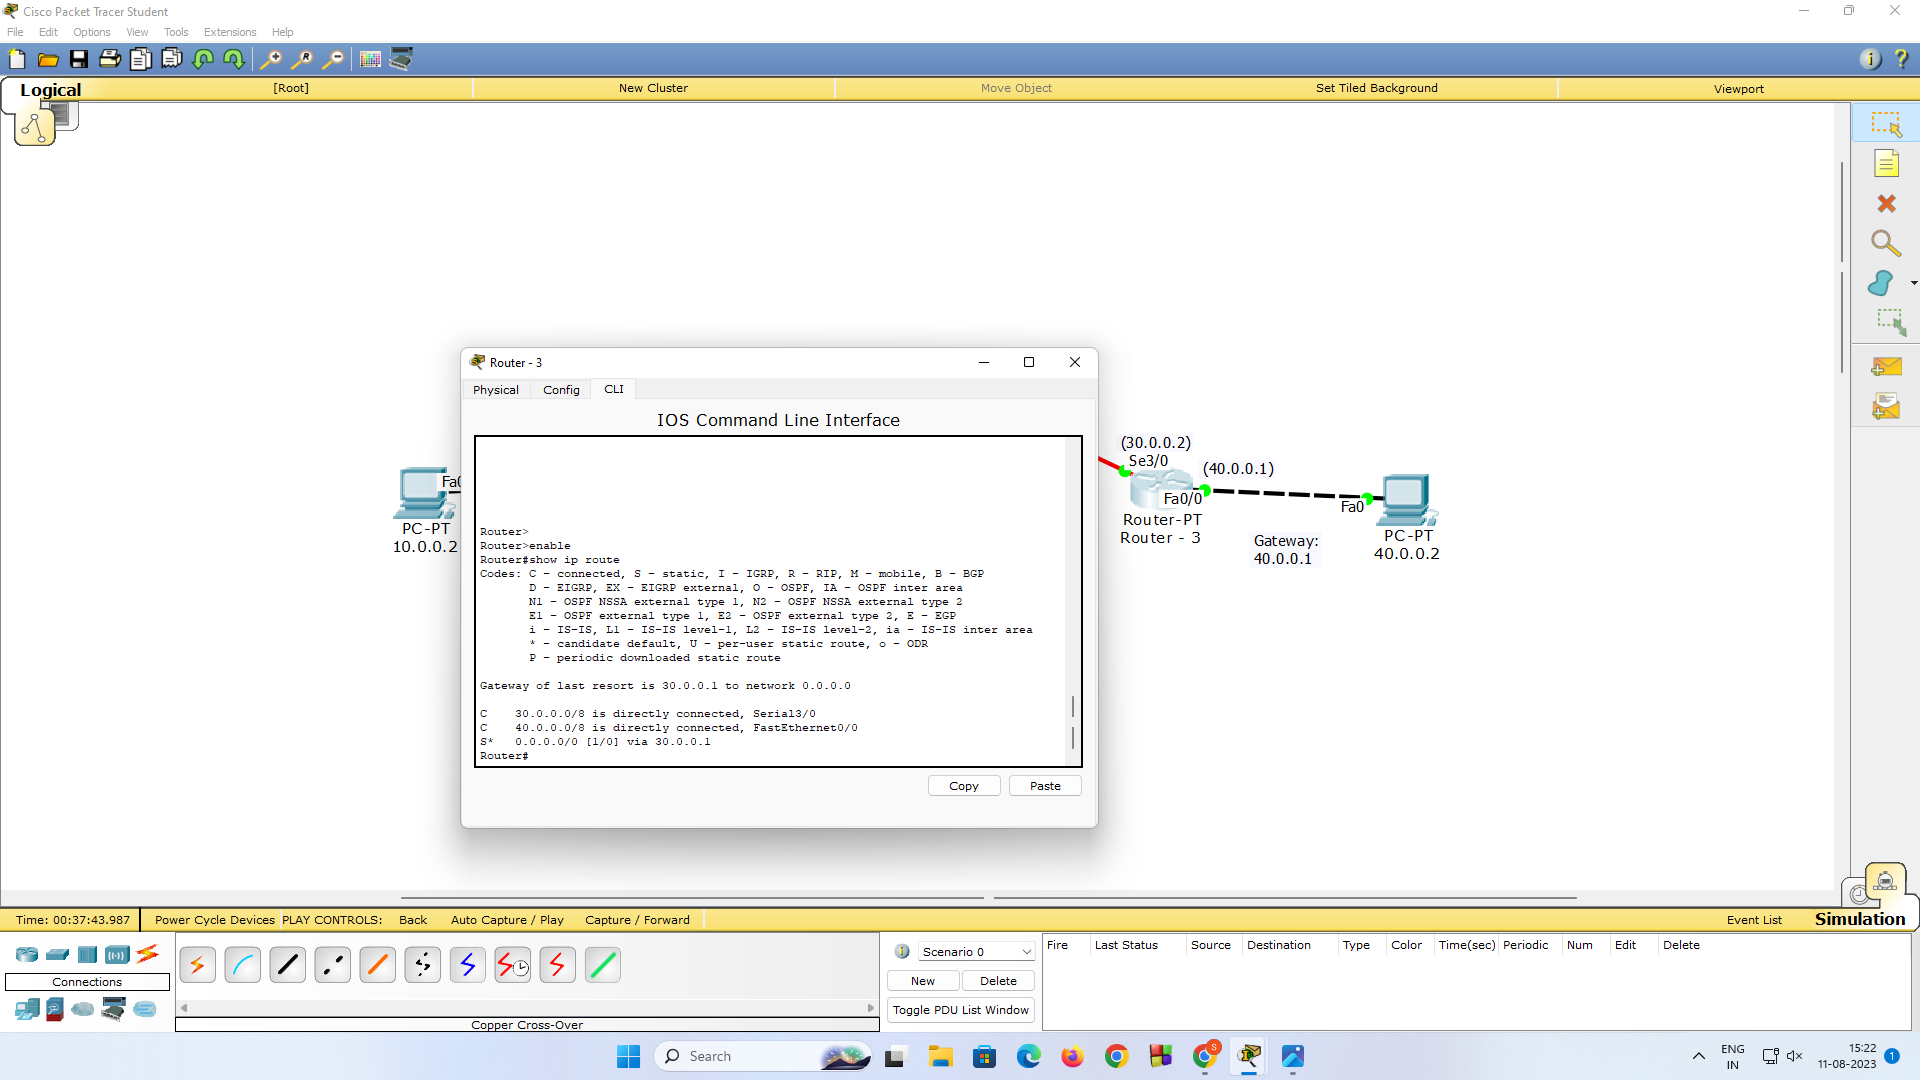 Cisco Packet Tracer Student
File Edit Options View Tools Extensions Help
Logical [Root] New Cluster Move Object Set Tiled Background Viewport
Router - 3
Physical Config CLI
IOS Command Line Interface
Router>
Router>enable
Router#show ip route
Codes: C - connected, S - static, I - IGRP, R - RIP, M - mobile, B - BGP
D - EIGRP, EX - EIGRP external, O - OSPF, IA - OSPF inter area
N1 - OSPF NSSA external type 1, N2 - OSPF NSSA external type 2
E1 - OSPF external type 1, E2 - OSPF external type 2, E - EGP
i - IS-IS, L1 - IS-IS level-1, L2 - IS-IS level-2, ia - IS-IS inter area
* - candidate default, U - per-user static route, o - ODR
P - periodic downloaded static route
Gateway of last resort is 30.0.0.1 to network 0.0.0.0
C 30.0.0.0/8 is directly connected, Serial3/0
C 40.0.0.0/8 is directly connected, FastEthernet0/0
S* 0.0.0.0/0 [1/0] via 30.0.0.1
Router#
Copy Paste
Fa0
PC-PT
10.0.0.2
(30.0.0.2)
Se3/0
(40.0.0.1)
Fa0/0
Router-PT
Router - 3
Gateway:
40.0.0.1
Fa0
PC-PT
40.0.0.2
Time: 00:37:43.987 Power Cycle Devices PLAY CONTROLS: Back Auto Capture / Play Capture / Forward Event List Simulation
Connections
Copper Cross-Over
Scenario 0
New Delete
Toggle PDU List Window
Fire Last Status Source Destination Type Color Time(sec) Periodic Num Edit Delete
Search
S
ENG
IN
15:22
11-08-2023
1